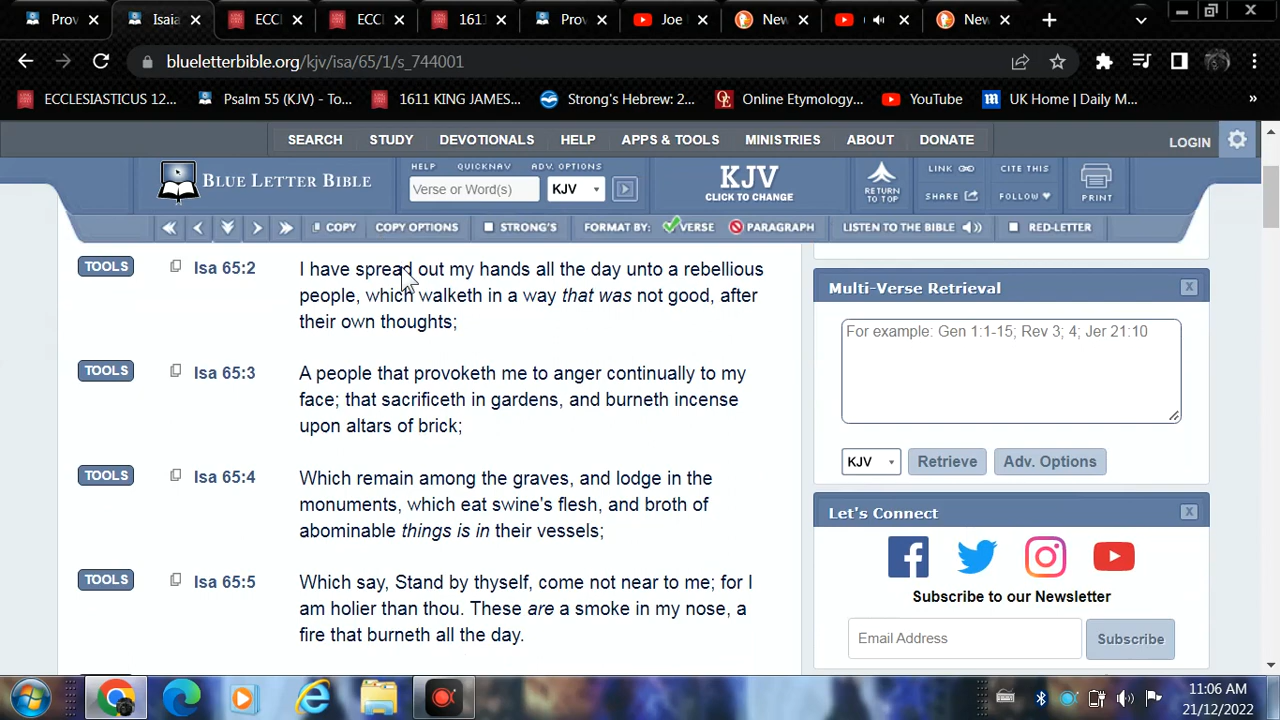 Prov
Isaia
ECCI
ECCI
161
Prov
Joe
New
New
blueletterbible.org/kjv/isa/65/1/s_744001
ECCLESIASTICUS 12...
Psalm 55 (KJV) - To...
1611 KING JAMES...
Strong's Hebrew: 2...
Online Etymology...
YouTube
UK Home | Daily M...
»
SEARCH STUDY DEVOTIONALS HELP APPS & TOOLS MINISTRIES ABOUT DONATE
LOGIN
BLUE LETTER BIBLE
HELP QUICKNAV ADV. OPTIONS
Verse or Word(s)
KJV
KJV
CLICK TO CHANGE
RETURN
TO TOP
LINK
SHARE
CITE THIS
FOLLOW
PRINT
COPY COPY OPTIONS STRONG'S FORMAT BY: VERSE PARAGRAPH LISTEN TO THE BIBLE RED-LETTER
TOOLS Isa 65:2 I have spread out my hands all the day unto a rebellious
people, which walketh in a way that was not good, after
their own thoughts;
TOOLS Isa 65:3 A people that provoketh me to anger continually to my
face; that sacrificeth in gardens, and burneth incense
upon altars of brick;
TOOLS Isa 65:4 Which remain among the graves, and lodge in the
monuments, which eat swine's flesh, and broth of
abominable things is in their vessels;
TOOLS Isa 65:5 Which say, Stand by thyself, come not near to me; for I
am holier than thou. These are a smoke in my nose, a
fire that burneth all the day.
Multi-Verse Retrieval
X
For example: Gen 1:1-15; Rev 3; 4; Jer 21:10
KJV Retrieve Adv. Options
Let's Connect
X
Subscribe to our Newsletter
Email Address
Subscribe
11:06 AM
21/12/2022